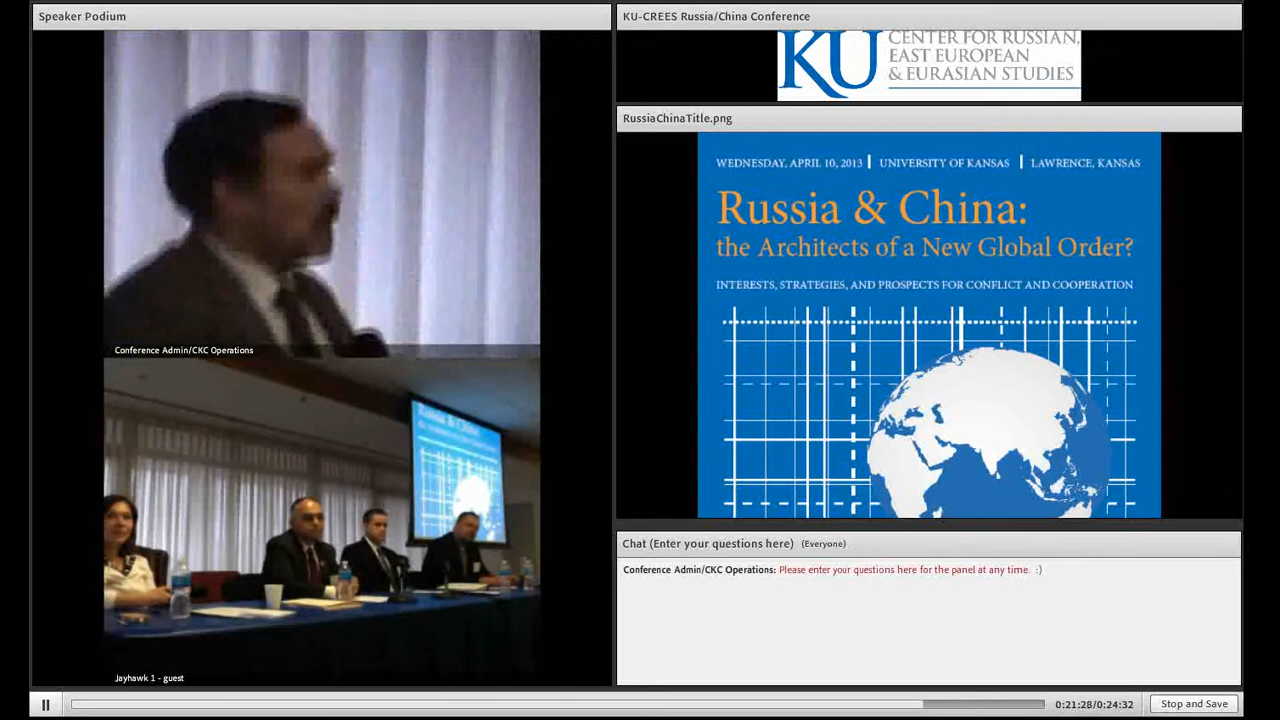 Speaker Podium
Conference Admin/CKC Operations
Russia & China:
Jayhawk 1 - guest
KU-CREES Russia/China Conference
KU
CENTER FOR RUSSIAN,
EAST EUROPEAN
& EURASIAN STUDIES
RussiaChinaTitle.png
WEDNESDAY, APRIL 10, 2013 | UNIVERSITY OF KANSAS | LAWRENCE, KANSAS
Russia & China:
the Architects of a New Global Order?
INTERESTS, STRATEGIES, AND PROSPECTS FOR CONFLICT AND COOPERATION
Chat (Enter your questions here) (Everyone)
Conference Admin/CKC Operations: Please enter your questions here for the panel at any time. :)
0:21:28/0:24:32
Stop and Save